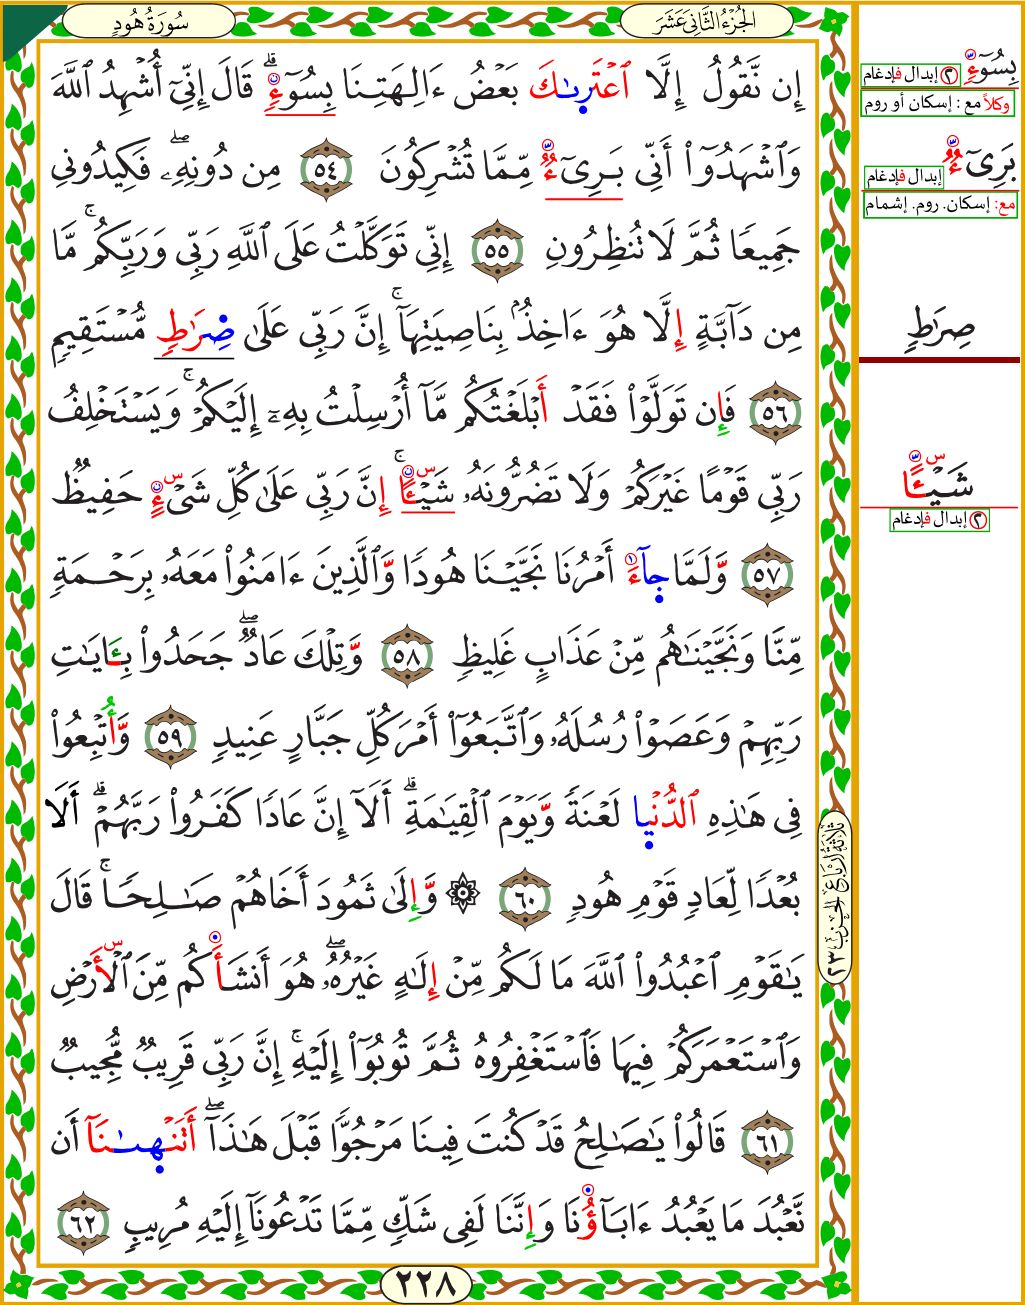 سُورَةُ هُودٍ
الجُزْءُ الثَّانِي عَشَرَ
إِن نَّقُولُ إِلَّا ٱعْتَرَىٰكَ بَعْضُ ءَالِهَتِنَا بِسُوٓءٍۗ قَالَ إِنِّىٓ أُشْهِدُ ٱللَّهَ
وَٱشْهَدُوٓا۟ أَنِّى بَرِىٓءٌ مِّمَّا تُشْرِكُونَ ٥٤ مِن دُونِهِۦۖ فَكِيدُونِى
جَمِيعًا ثُمَّ لَا تُنظِرُونِ ٥٥ إِنِّى تَوَكَّلْتُ عَلَى ٱللَّهِ رَبِّى وَرَبِّكُمۚ مَّا
مِن دَآبَّةٍ إِلَّا هُوَ ءَاخِذٌۢ بِنَاصِيَتِهَآۚ إِنَّ رَبِّى عَلَىٰ صِرَٰطٍ مُّسْتَقِيمٍ
٥٦ فَإِن تَوَلَّوْا۟ فَقَدْ أَبْلَغْتُكُم مَّآ أُرْسِلْتُ بِهِۦٓ إِلَيْكُمْۚ وَيَسْتَخْلِفُ
رَبِّى قَوْمًا غَيْرَكُمْ وَلَا تَضُرُّونَهُۥ شَيْـًٔاۚ إِنَّ رَبِّى عَلَىٰ كُلِّ شَىْءٍ حَفِيظٌ
٥٧ وَلَمَّا جَآءَ أَمْرُنَا نَجَّيْنَا هُودًا وَٱلَّذِينَ ءَامَنُوا۟ مَعَهُۥ بِرَحْمَةٍ
مِّنَّا وَنَجَّيْنَٰهُم مِّنْ عَذَابٍ غَلِيظٍ ٥٨ وَتِلْكَ عَادٌۖ جَحَدُوا۟ بِـَٔايَٰتِ
رَبِّهِمْ وَعَصَوْا۟ رُسُلَهُۥ وَٱتَّبَعُوٓا۟ أَمْرَ كُلِّ جَبَّارٍ عَنِيدٍ ٥٩ وَأُتْبِعُوا۟
فِى هَٰذِهِ ٱلدُّنْيَا لَعْنَةً وَيَوْمَ ٱلْقِيَٰمَةِۗ أَلَآ إِنَّ عَادًا كَفَرُوا۟ رَبَّهُمْۗ أَلَا
بُعْدًا لِّعَادٍ قَوْمِ هُودٍ ٦٠ ۞ وَإِلَىٰ ثَمُودَ أَخَاهُمْ صَٰلِحًاۚ قَالَ
يَٰقَوْمِ ٱعْبُدُوا۟ ٱللَّهَ مَا لَكُم مِّنْ إِلَٰهٍ غَيْرُهُۥۖ هُوَ أَنشَأَكُم مِّنَ ٱلْأَرْضِ
وَٱسْتَعْمَرَكُمْ فِيهَا فَٱسْتَغْفِرُوهُ ثُمَّ تُوبُوٓا۟ إِلَيْهِۚ إِنَّ رَبِّى قَرِيبٌ مُّجِيبٌ
٦١ قَالُوا۟ يَٰصَٰلِحُ قَدْ كُنتَ فِينَا مَرْجُوًّا قَبْلَ هَٰذَآۖ أَتَنْهَىٰنَآ أَن
نَّعْبُدَ مَا يَعْبُدُ ءَابَآؤُنَا وَإِنَّنَا لَفِى شَكٍّ مِّمَّا تَدْعُونَآ إِلَيْهِ مُرِيبٍ ٦٢
٢٢٨
ثلاثة أرباع الحزب ٢٣
بِسُوٓءٍ
٢ إبدال فإدغام
وكلاً مع : إسكان أو روم
بَرِىٓءٌ
إبدال فإدغام
مع: إسكان. روم. إشمام
صِرَٰطٍ
شَيْـًٔا
٢ إبدال فإدغام